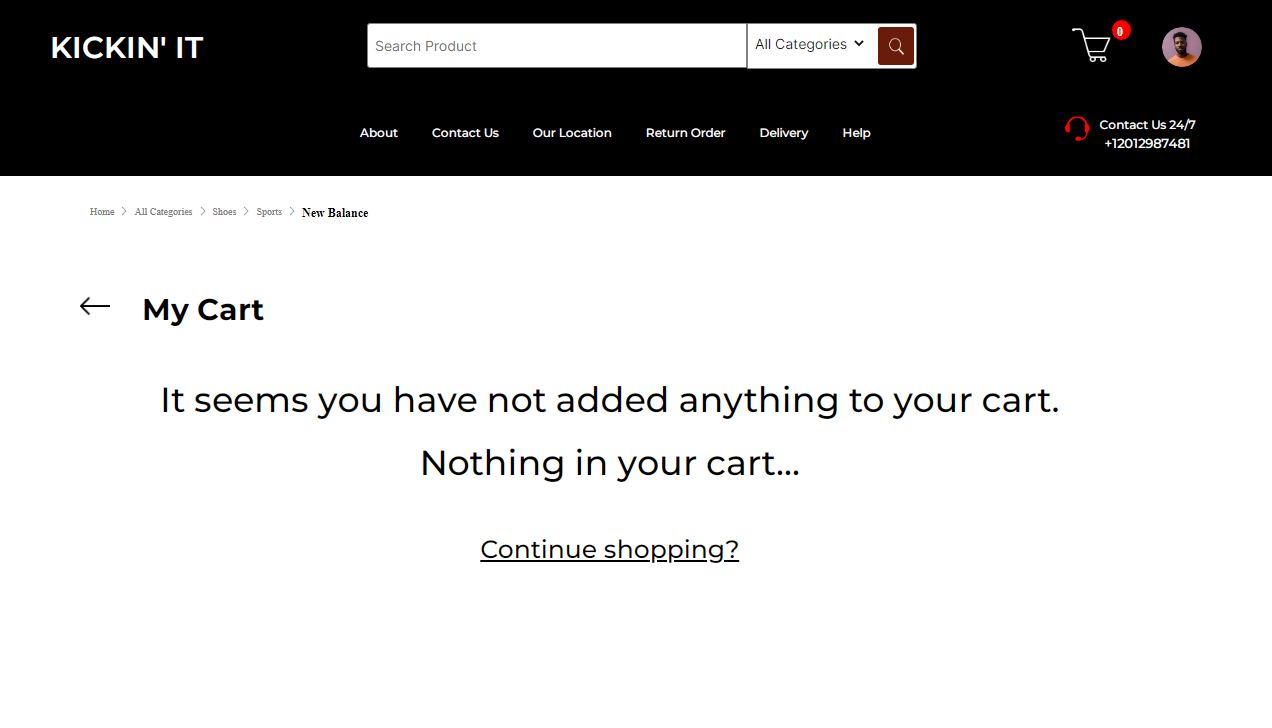 KICKIN' IT
Search Product
All Categories
0
About Contact Us Our Location Return Order Delivery Help
Contact Us 24/7
+12012987481
Home All Categories Shoes Sports New Balance
My Cart
It seems you have not added anything to your cart.
Nothing in your cart...
Continue shopping?